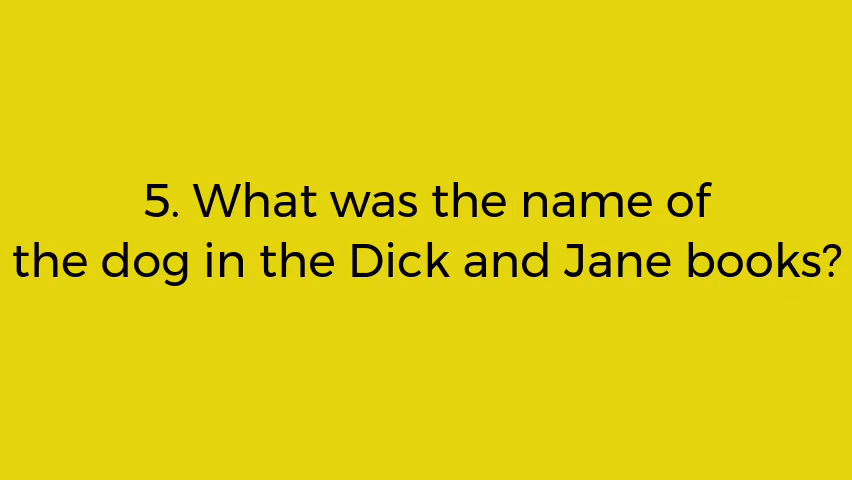 5. What was the name of
the dog in the Dick and Jane books?